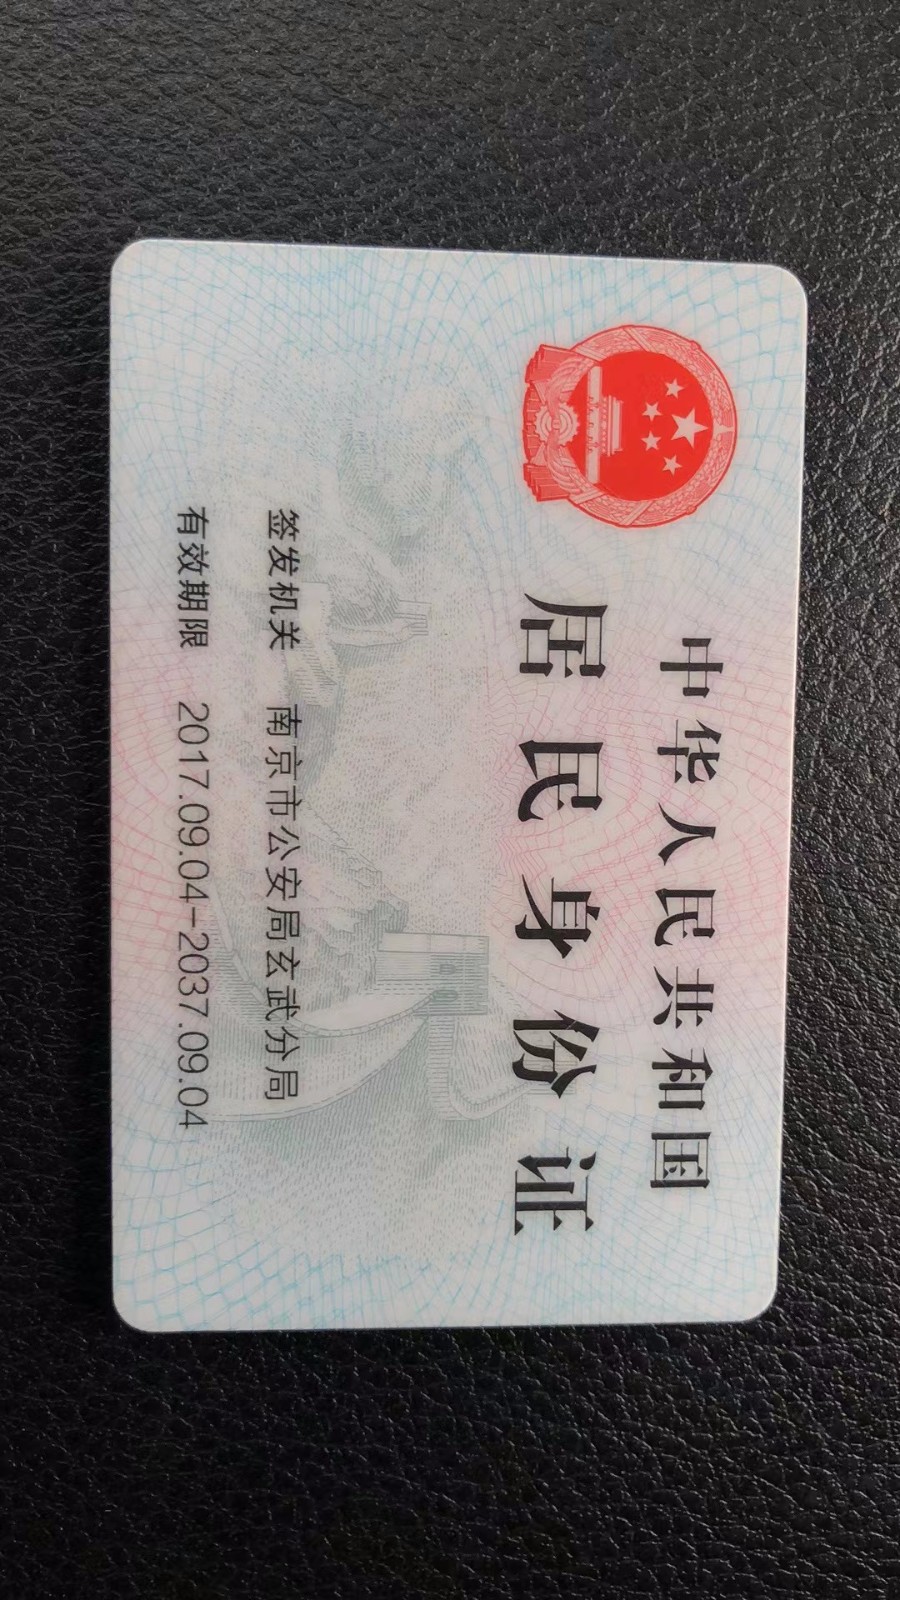 中华人民共和国
居民身份证
签发机关 南京市公安局玄武分局
有效期限 2017.09.04-2037.09.04